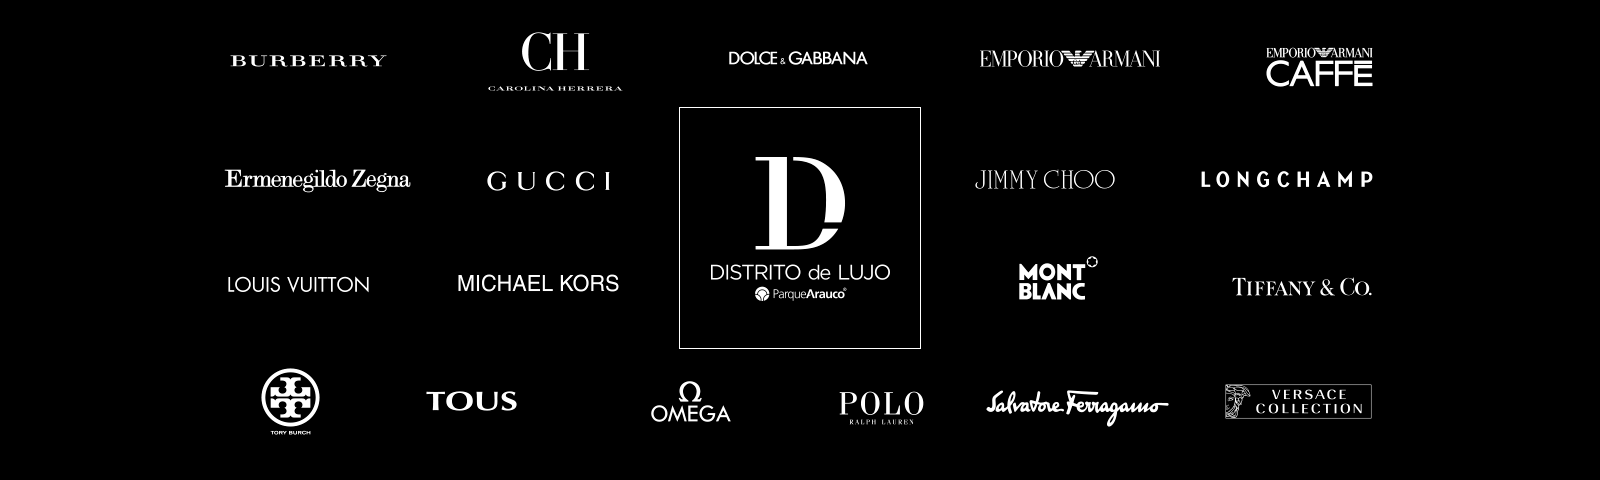 BURBERRY
CH
CAROLINA HERRERA
DOLCE & GABBANA
EMPORIO ARMANI
EMPORIO ARMANI
CAFFE
Ermenegildo Zegna
GUCCI
D
DISTRITO de LUJO
ParqueArauco®
JIMMY CHOO
LONGCHAMP
LOUIS VUITTON
MICHAEL KORS
MONT
BLANC
TIFFANY & CO.
TORY BURCH
TOUS
Ω
OMEGA
POLO
RALPH LAUREN
Salvatore Ferragamo
VERSACE
COLLECTION